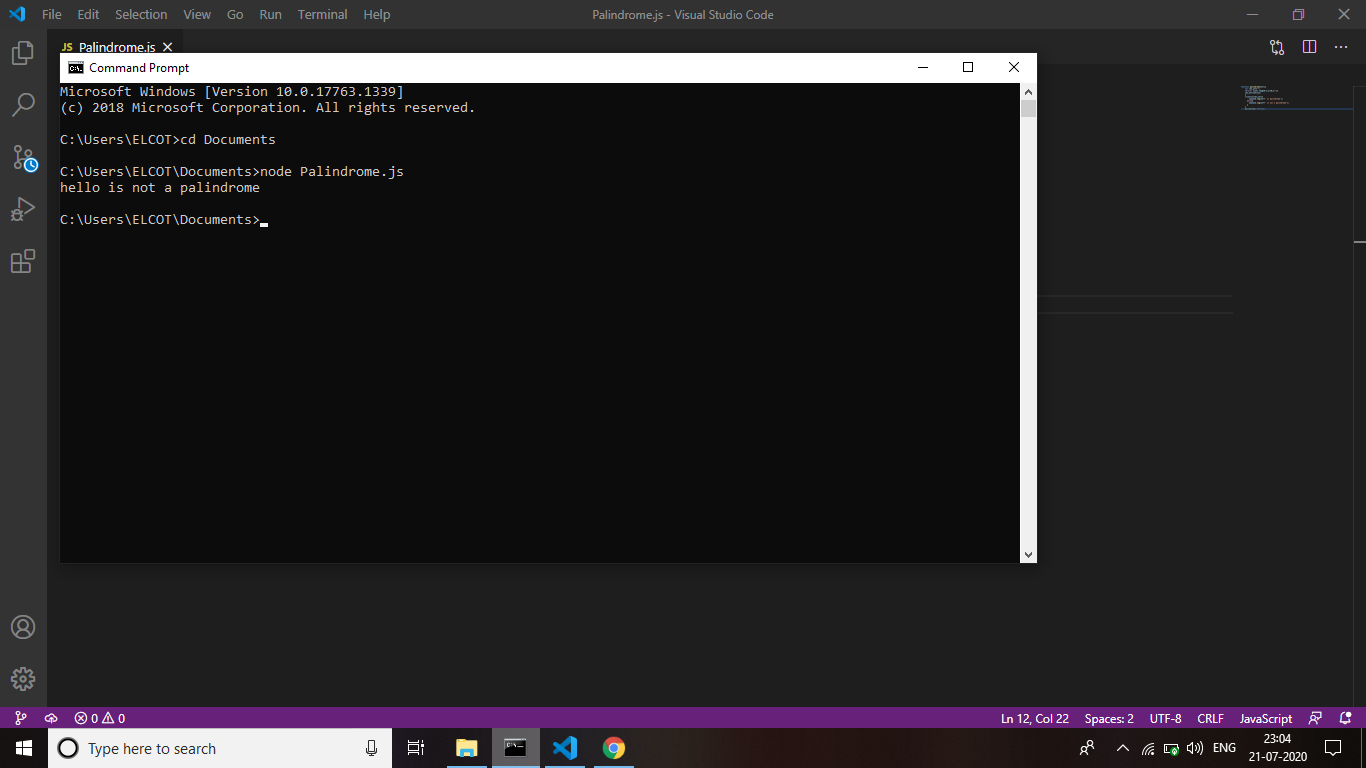 File Edit Selection View Go Run Terminal Help
Palindrome.js - Visual Studio Code
JS Palindrome.js
Command Prompt
Microsoft Windows [Version 10.0.17763.1339]
(c) 2018 Microsoft Corporation. All rights reserved.
C:\Users\ELCOT>cd Documents
C:\Users\ELCOT\Documents>node Palindrome.js
hello is not a palindrome
C:\Users\ELCOT\Documents>
0 0
Ln 12, Col 22 Spaces: 2 UTF-8 CRLF JavaScript
Type here to search
ENG
23:04
21-07-2020